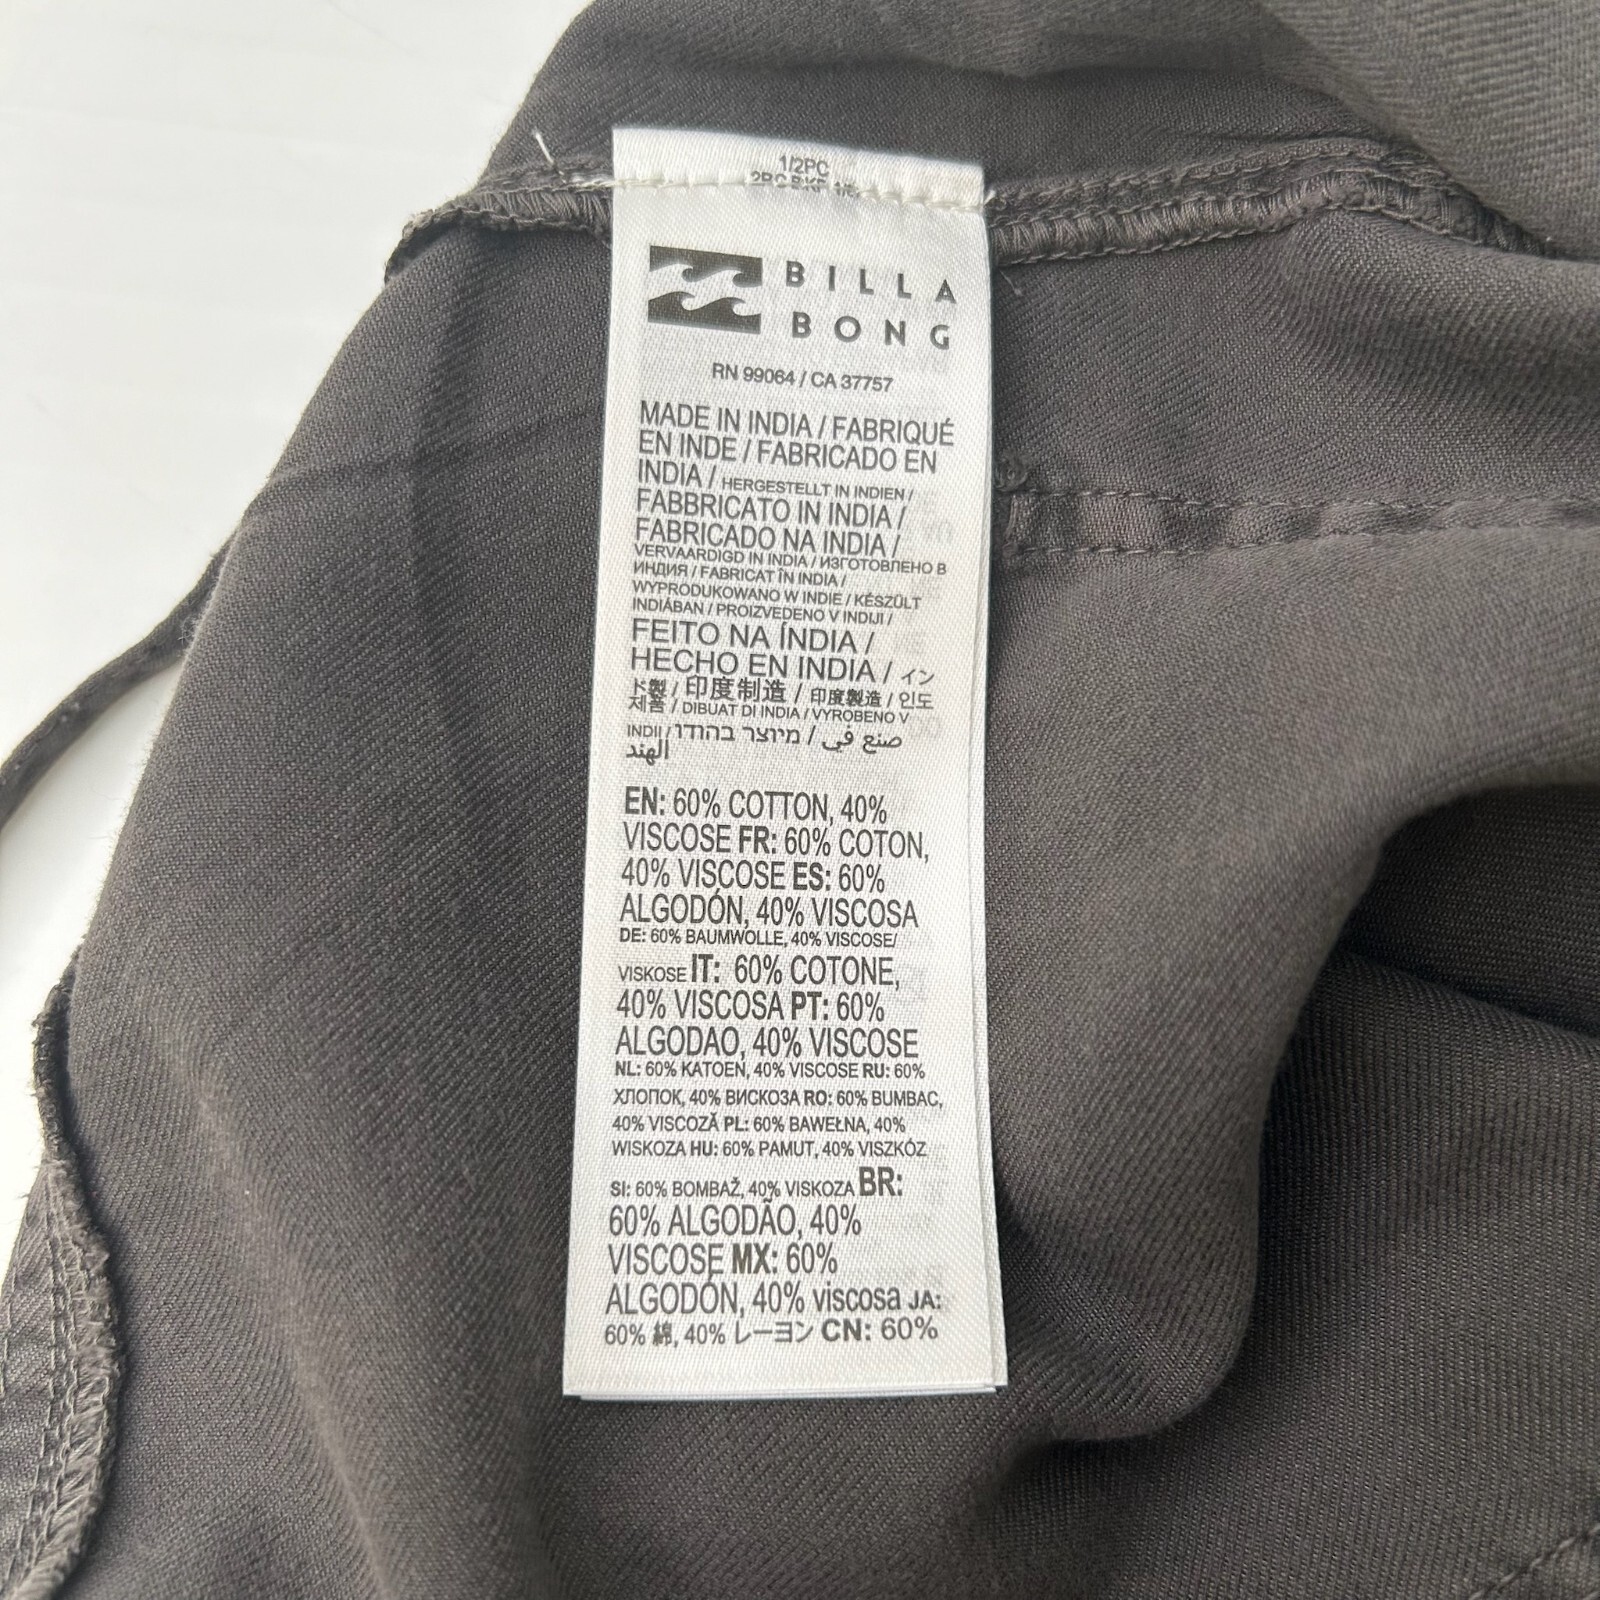 1/2PC
BILLA
BONG
RN 99064 / CA 37757
MADE IN INDIA / FABRIQUÉ
EN INDE / FABRICADO EN
INDIA / HERGESTELLT IN INDIEN /
FABBRICATO IN INDIA /
FABRICADO NA INDIA /
VERVAARDIGD IN INDIA / ИЗГОТОВЛЕНО В
ИНДИЯ / FABRICAT ÎN INDIA /
WYPRODUKOWANO W INDIE / KÉSZÜLT
INDIÁBAN / PROIZVEDENO V INDIJI /
FEITO NA ÍNDIA /
HECHO EN INDIA / イン
ド製 / 印度制造 / 印度製造 / 인도
제품 / DIBUAT DI INDIA / VYROBENO V
INDII / מיוצר בהודו / صنع في
الهند
EN: 60% COTTON, 40%
VISCOSE FR: 60% COTON,
40% VISCOSE ES: 60%
ALGODÓN, 40% VISCOSA
DE: 60% BAUMWOLLE, 40% VISCOSE/
VISKOSE IT: 60% COTONE,
40% VISCOSA PT: 60%
ALGODAO, 40% VISCOSE
NL: 60% KATOEN, 40% VISCOSE RU: 60%
ХЛОПОК, 40% ВИСКОЗА RO: 60% BUMBAC,
40% VISCOZĂ PL: 60% BAWEŁNA, 40%
WISKOZA HU: 60% PAMUT, 40% VISZKÓZ
SI: 60% BOMBAŽ, 40% VISKOZA BR:
60% ALGODÃO, 40%
VISCOSE MX: 60%
ALGODÓN, 40% viscosa JA:
60% 綿, 40% レーヨン CN: 60%